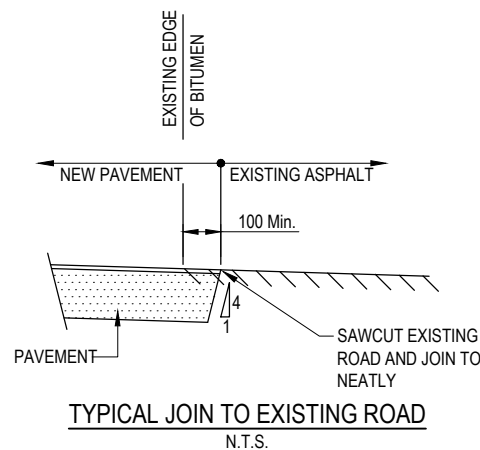 EXISTING EDGE
OF BITUMEN
NEW PAVEMENT
EXISTING ASPHALT
100 Min.
4
1
SAWCUT EXISTING
ROAD AND JOIN TO
NEATLY
PAVEMENT
TYPICAL JOIN TO EXISTING ROAD
N.T.S.